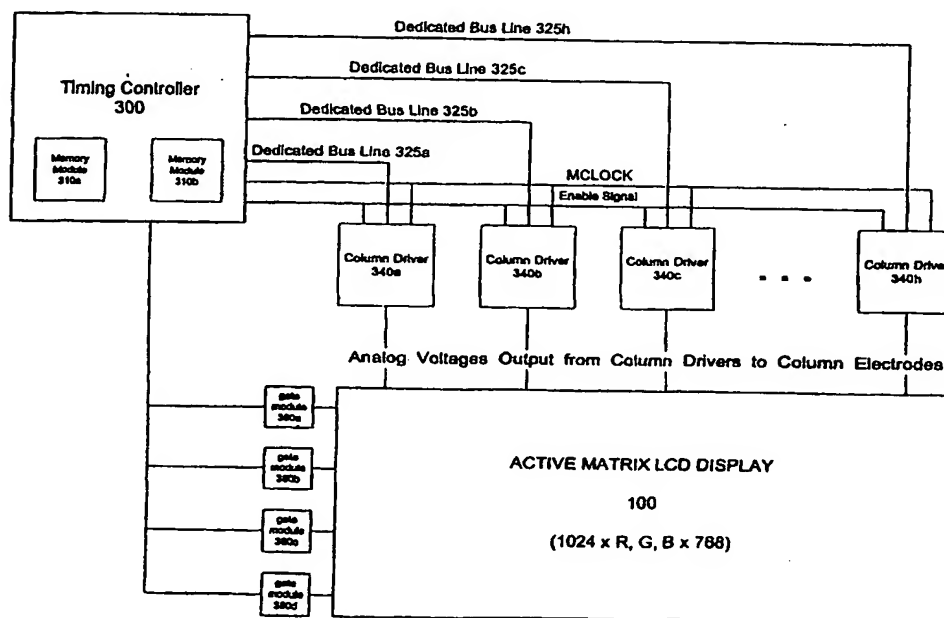 Dedicated Bus Line 325h
Timing Controller
300
Dedicated Bus Line 325c
Dedicated Bus Line 325b
Memory
Module
310a
Memory
Module
310b
Dedicated Bus Line 325a
MCLOCK
Enable Signal
Column Driver
340a
Column Driver
340b
Column Driver
340c
Column Driver
340h
Analog Voltages Output from Column Drivers to Column Electrodes
gate
module
380a
gate
module
380b
gate
module
380c
gate
module
380d
ACTIVE MATRIX LCD DISPLAY
100
(1024 x R, G, B x 768)